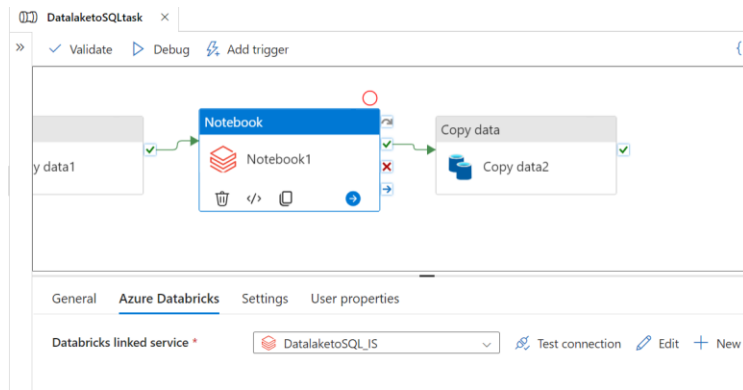 DatalaketoSQLtask
Validate Debug Add trigger
Notebook
Notebook1
Copy data
Copy data2
y data1
General Azure Databricks Settings User properties
Databricks linked service * DatalaketoSQL_IS Test connection Edit New